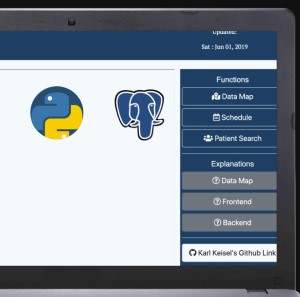 Updated:
Sat : Jun 01, 2019
Functions
Data Map
Schedule
Patient Search
Explanations
Data Map
Frontend
Backend
Karl Keisel's Github Link